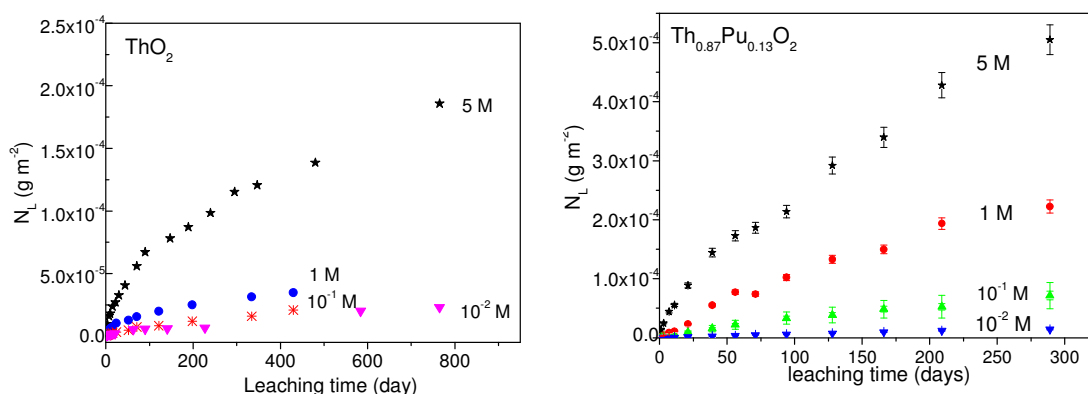 ThO₂
N_L (g m⁻²)
2.5x10⁻⁴
2.0x10⁻⁴
1.5x10⁻⁴
1.0x10⁻⁴
5.0x10⁻⁵
0.0
5 M
1 M
10⁻¹ M
10⁻² M
0 200 400 600 800
Leaching time (day)
Th₀.₈₇Pu₀.₁₃O₂
N_L (g m⁻²)
5.0x10⁻⁴
4.0x10⁻⁴
3.0x10⁻⁴
2.0x10⁻⁴
1.0x10⁻⁴
0.0
5 M
1 M
10⁻¹ M
10⁻² M
0 50 100 150 200 250 300
leaching time (days)